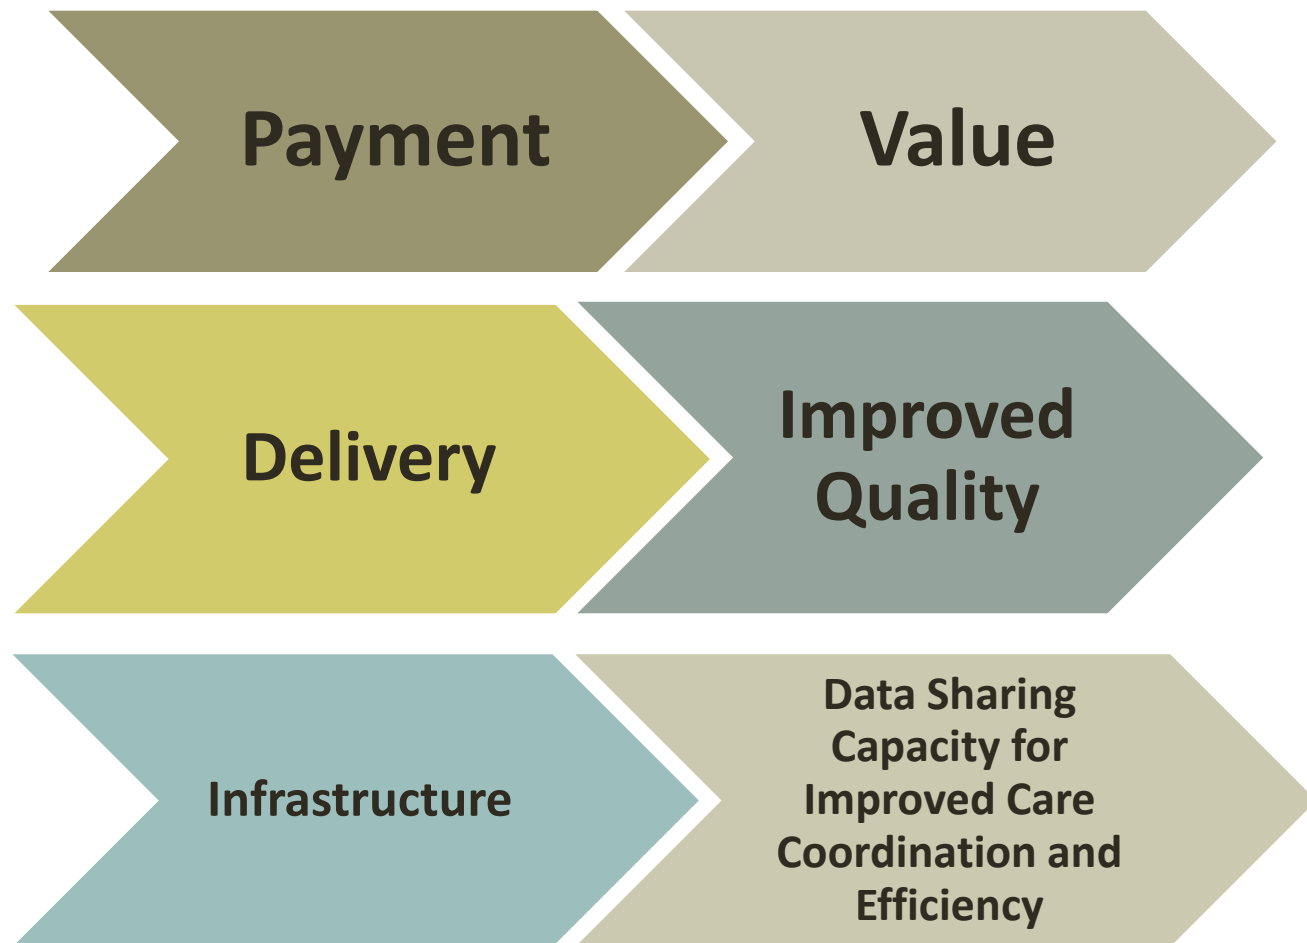 Payment
Value
Delivery
Improved
Quality
Infrastructure
Data Sharing
Capacity for
Improved Care
Coordination and
Efficiency